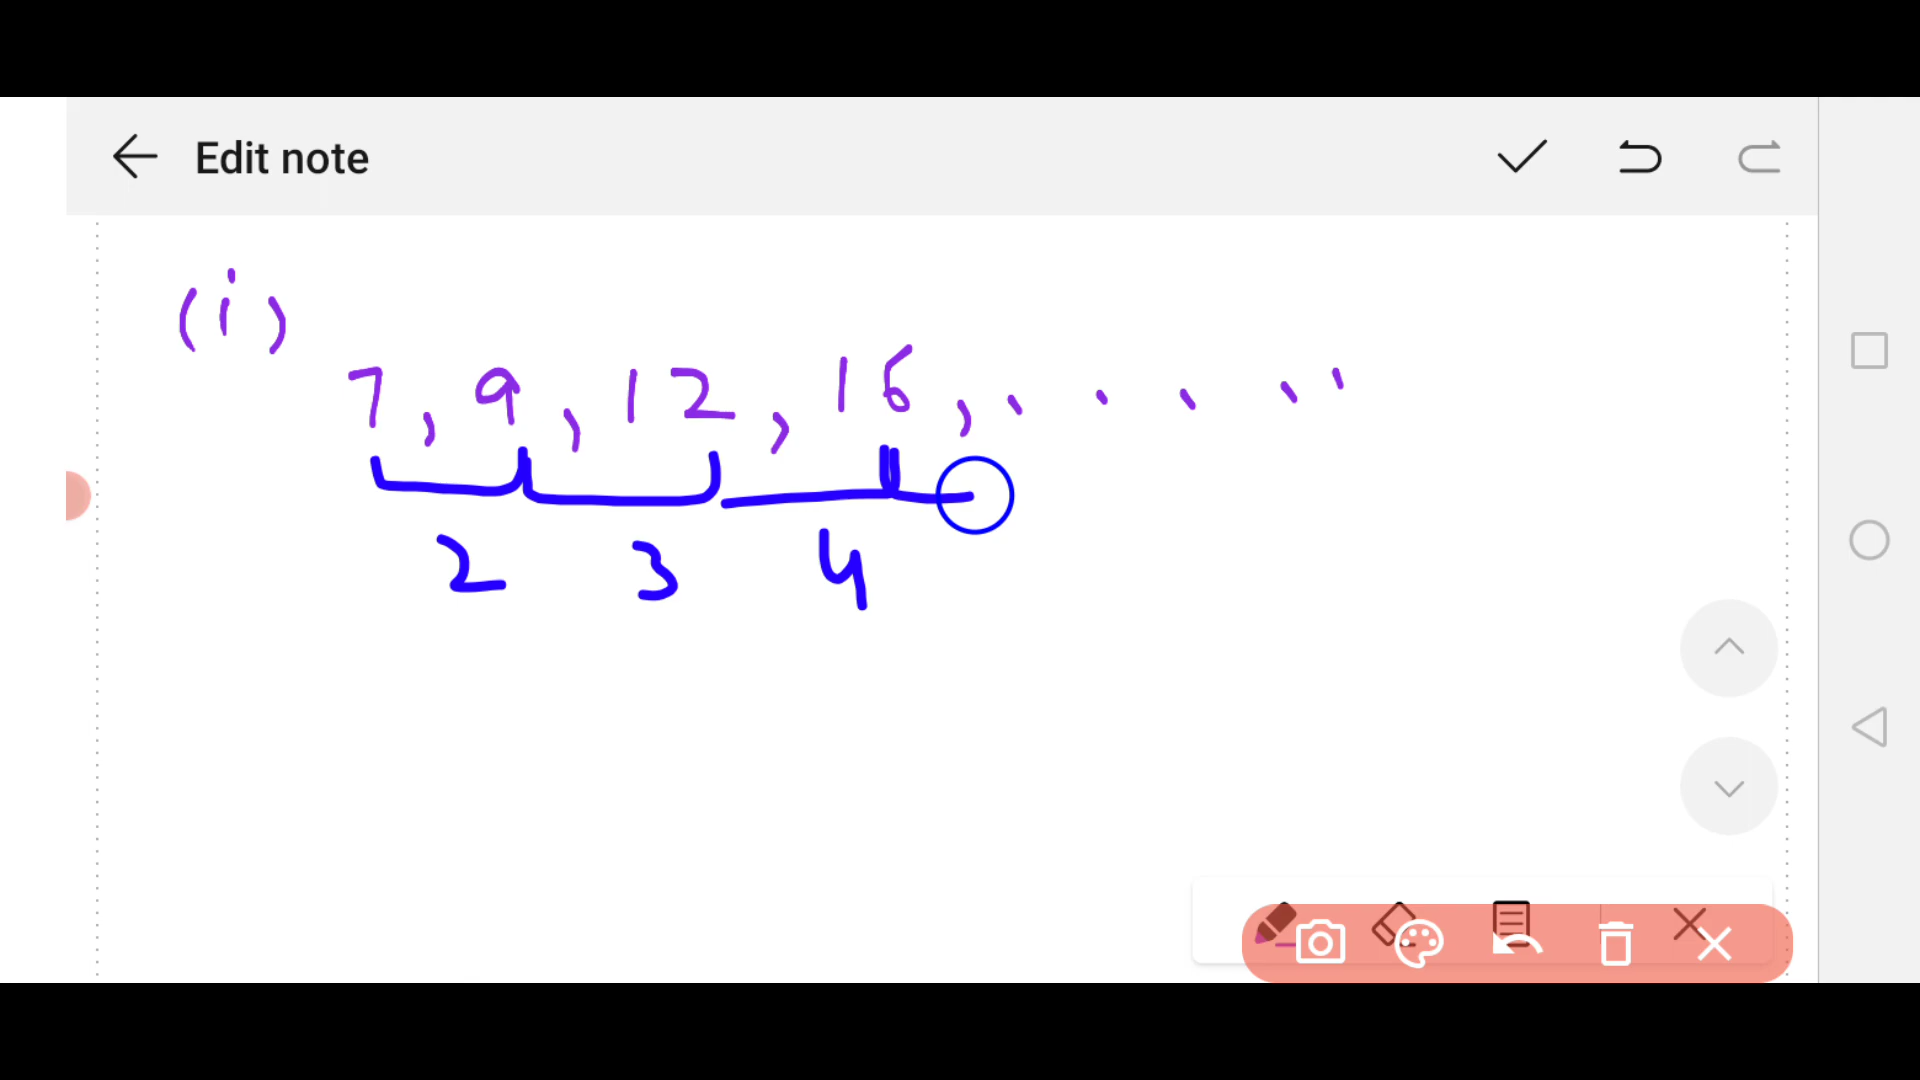 Edit note
(i)
7, 9, 12, 16, . . . . .
2 3 4